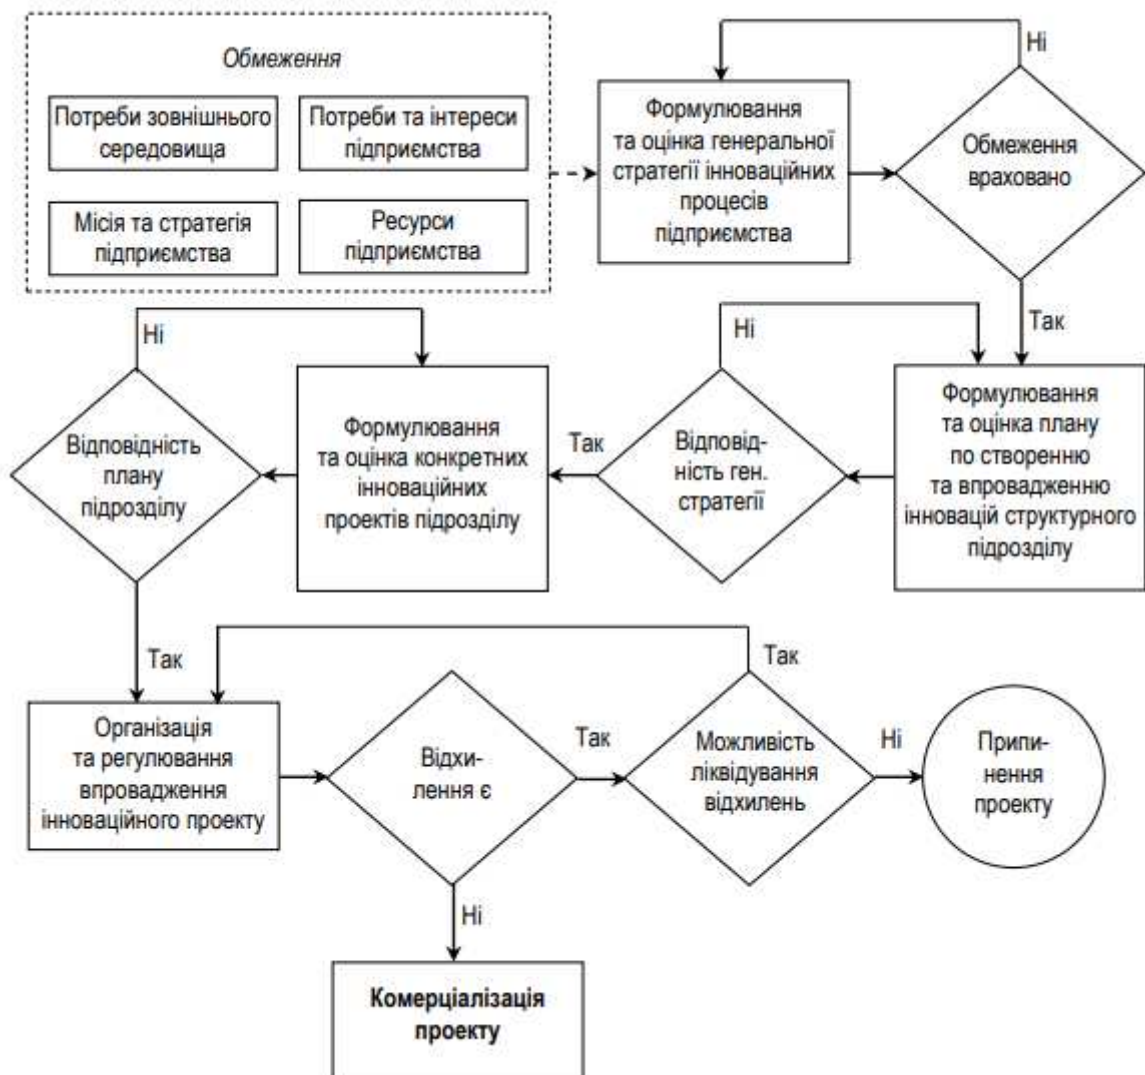 Обмеження
Потреби зовнішнього
середовища
Потреби та інтереси
підприємства
Місія та стратегія
підприємства
Ресурси
підприємства
Формулювання
та оцінка генеральної
стратегії інноваційних
процесів
підприємства
Ні
Обмеження
враховано
Так
Формулювання
та оцінка плану
по створенню
та впровадженню
інновацій структурного
підрозділу
Ні
Відповід-
ність ген.
стратегії
Так
Формулювання
та оцінка конкретних
інноваційних
проектів підрозділу
Ні
Відповідність
плану
підрозділу
Так
Організація
та регулювання
впровадження
інноваційного проекту
Відхи-
лення є
Так
Можливість
ліквідування
відхилень
Так
Ні
Припи-
нення
проекту
Ні
Комерціалізація
проекту